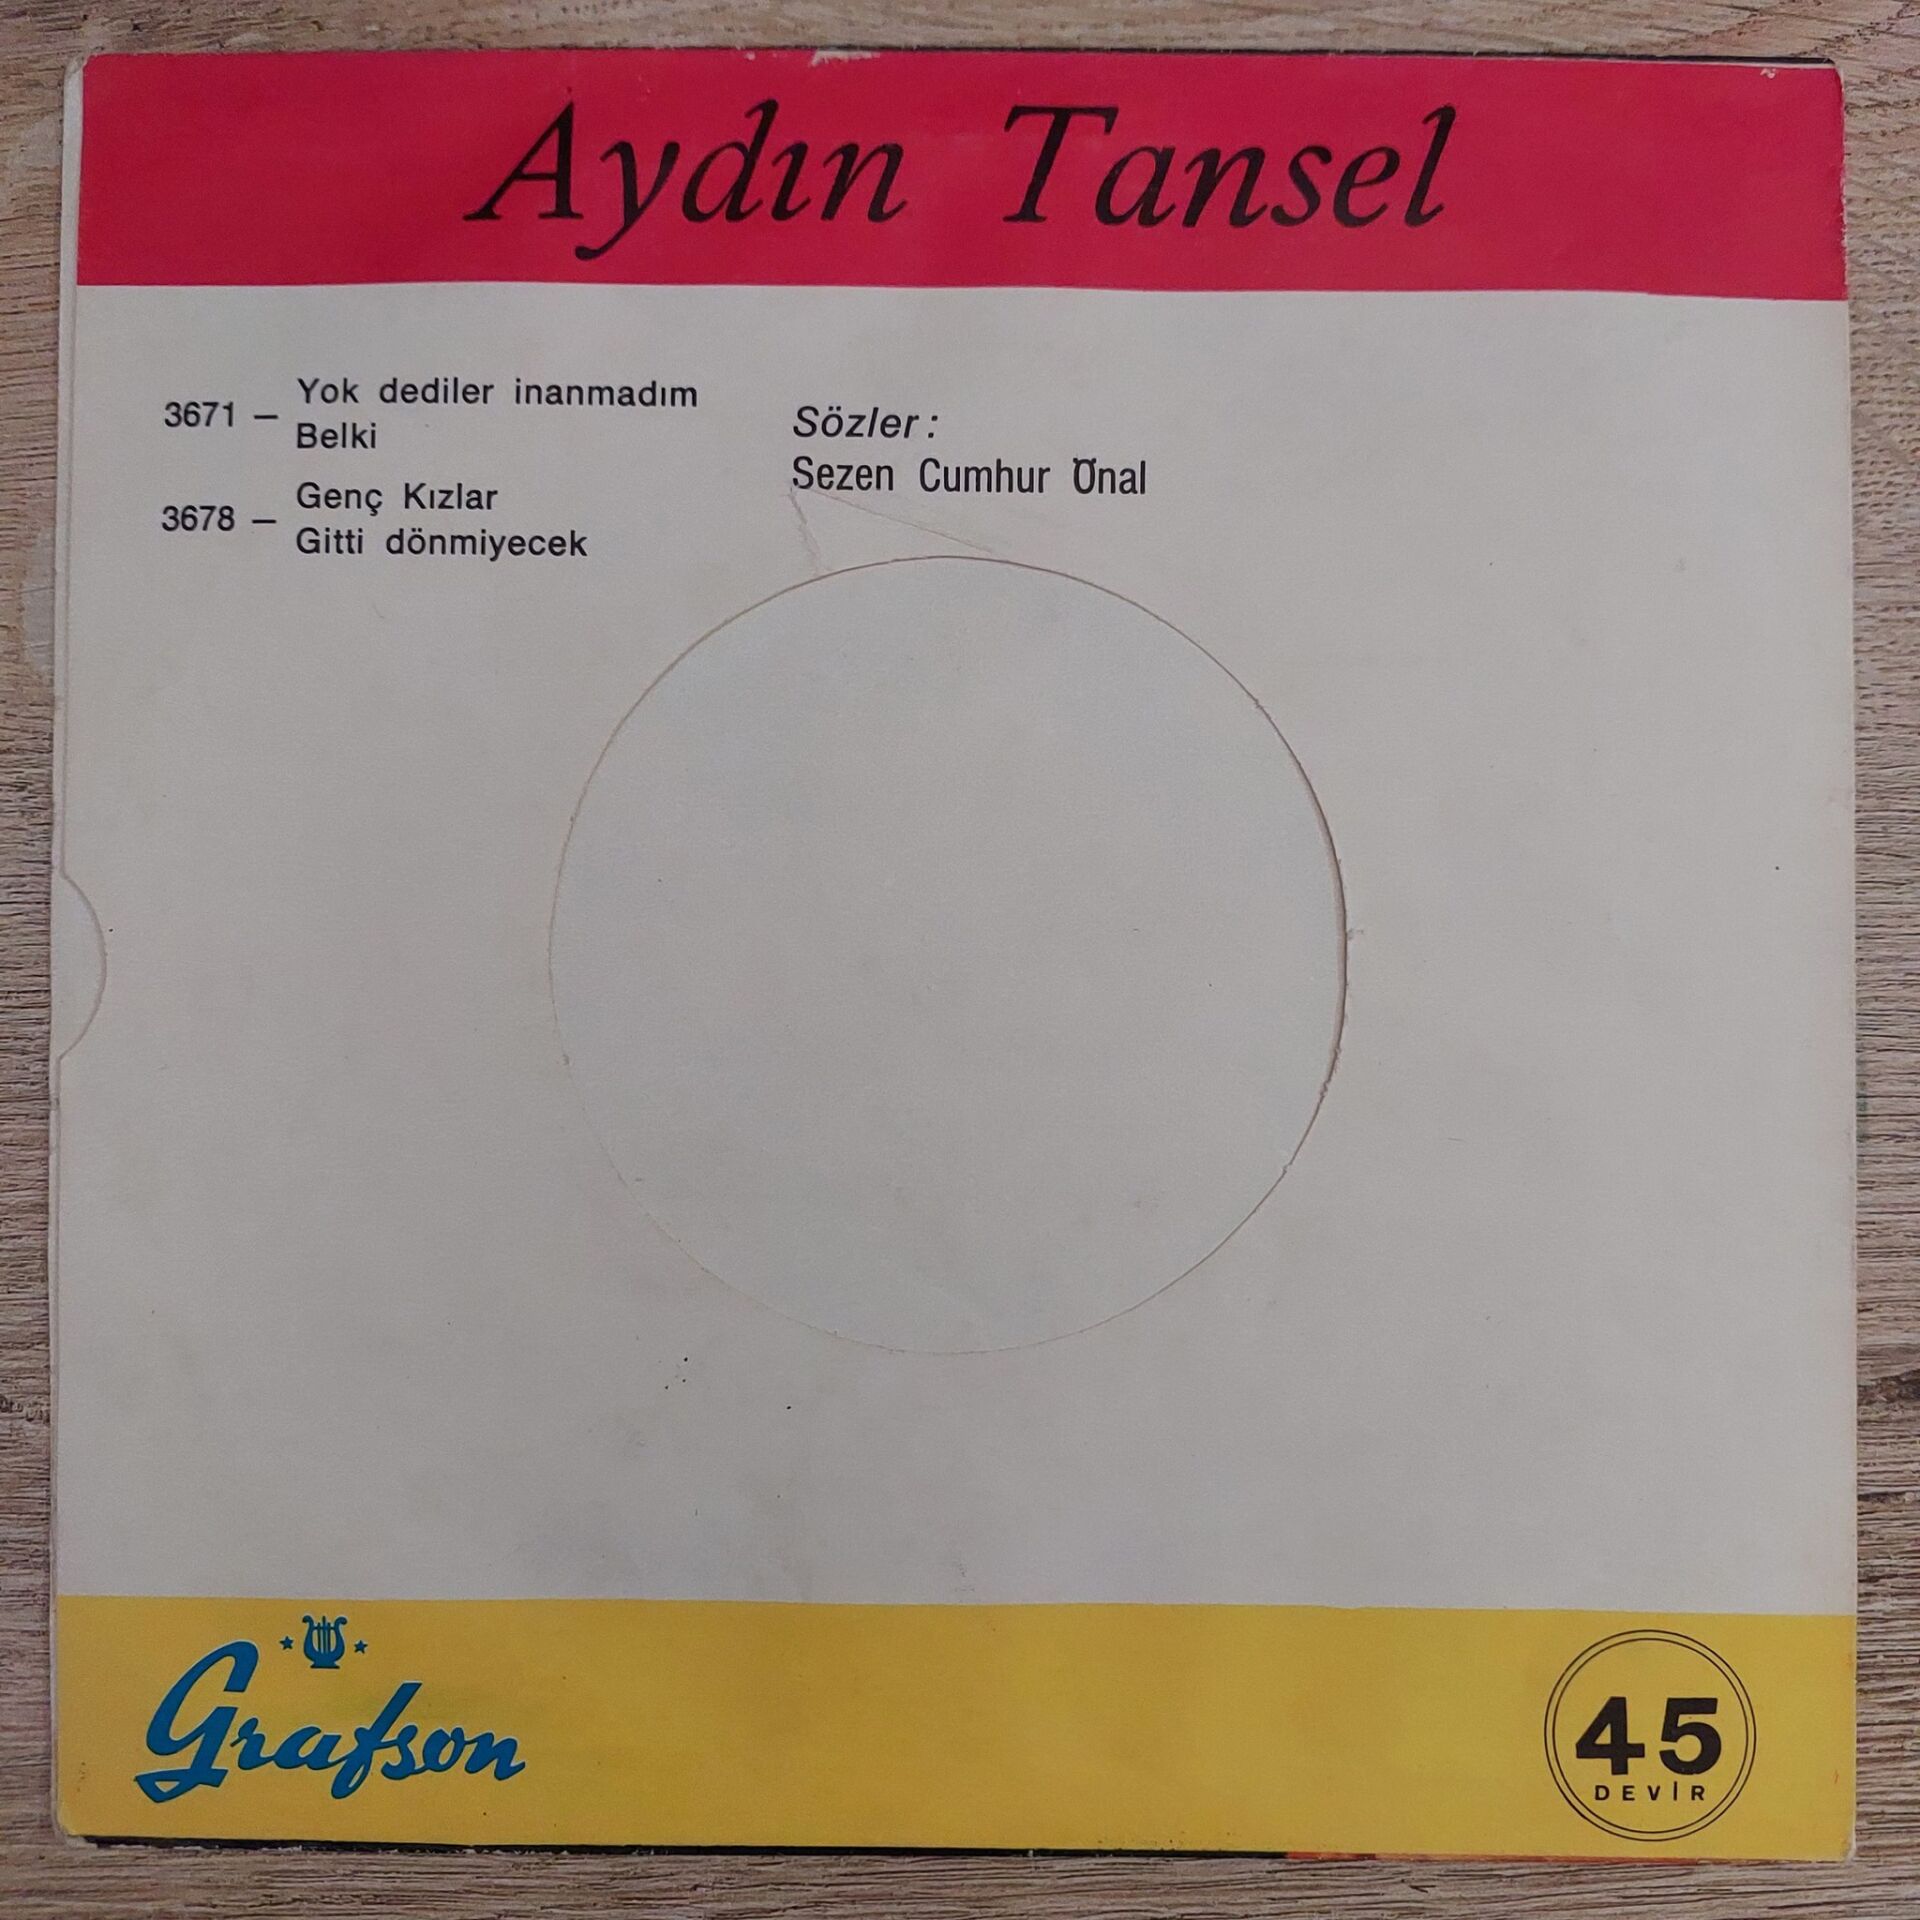 Aydın Tansel
3671 — Yok dediler inanmadım
Belki
3678 — Genç Kızlar
Gitti dönmiyecek
Sözler :
Sezen Cumhur Önal
Grafson
45
DEVİR